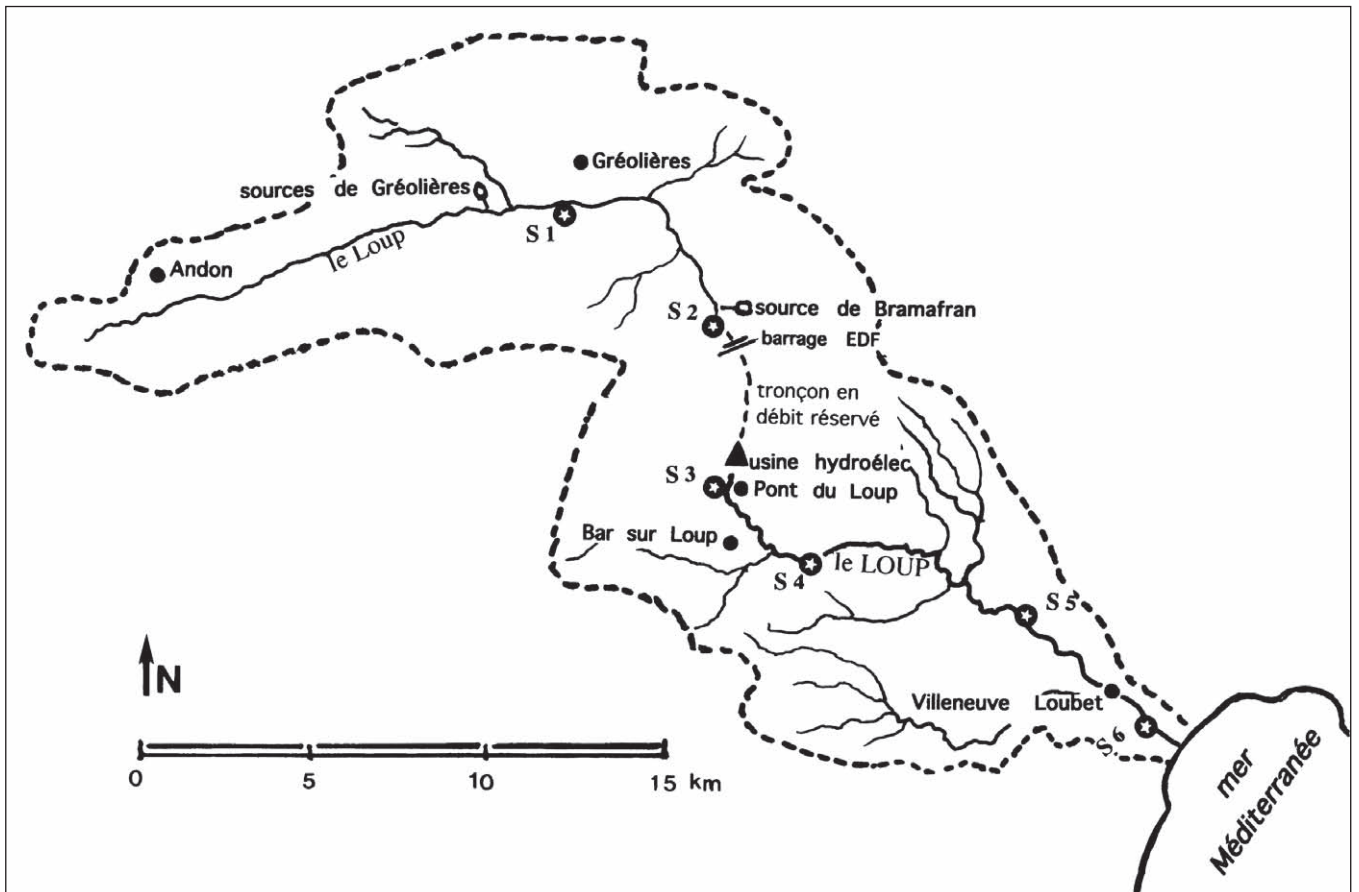 Gréolières
sources de Gréolières
S 1
le Loup
Andon
S 2
source de Bramafran
barrage EDF
tronçon en
débit réservé
usine hydroélec
S 3
Pont du Loup
Bar sur Loup
S 4
le LOUP
S 5
N
Villeneuve Loubet
S 6
0 5 10 15 km
mer
Méditerranée